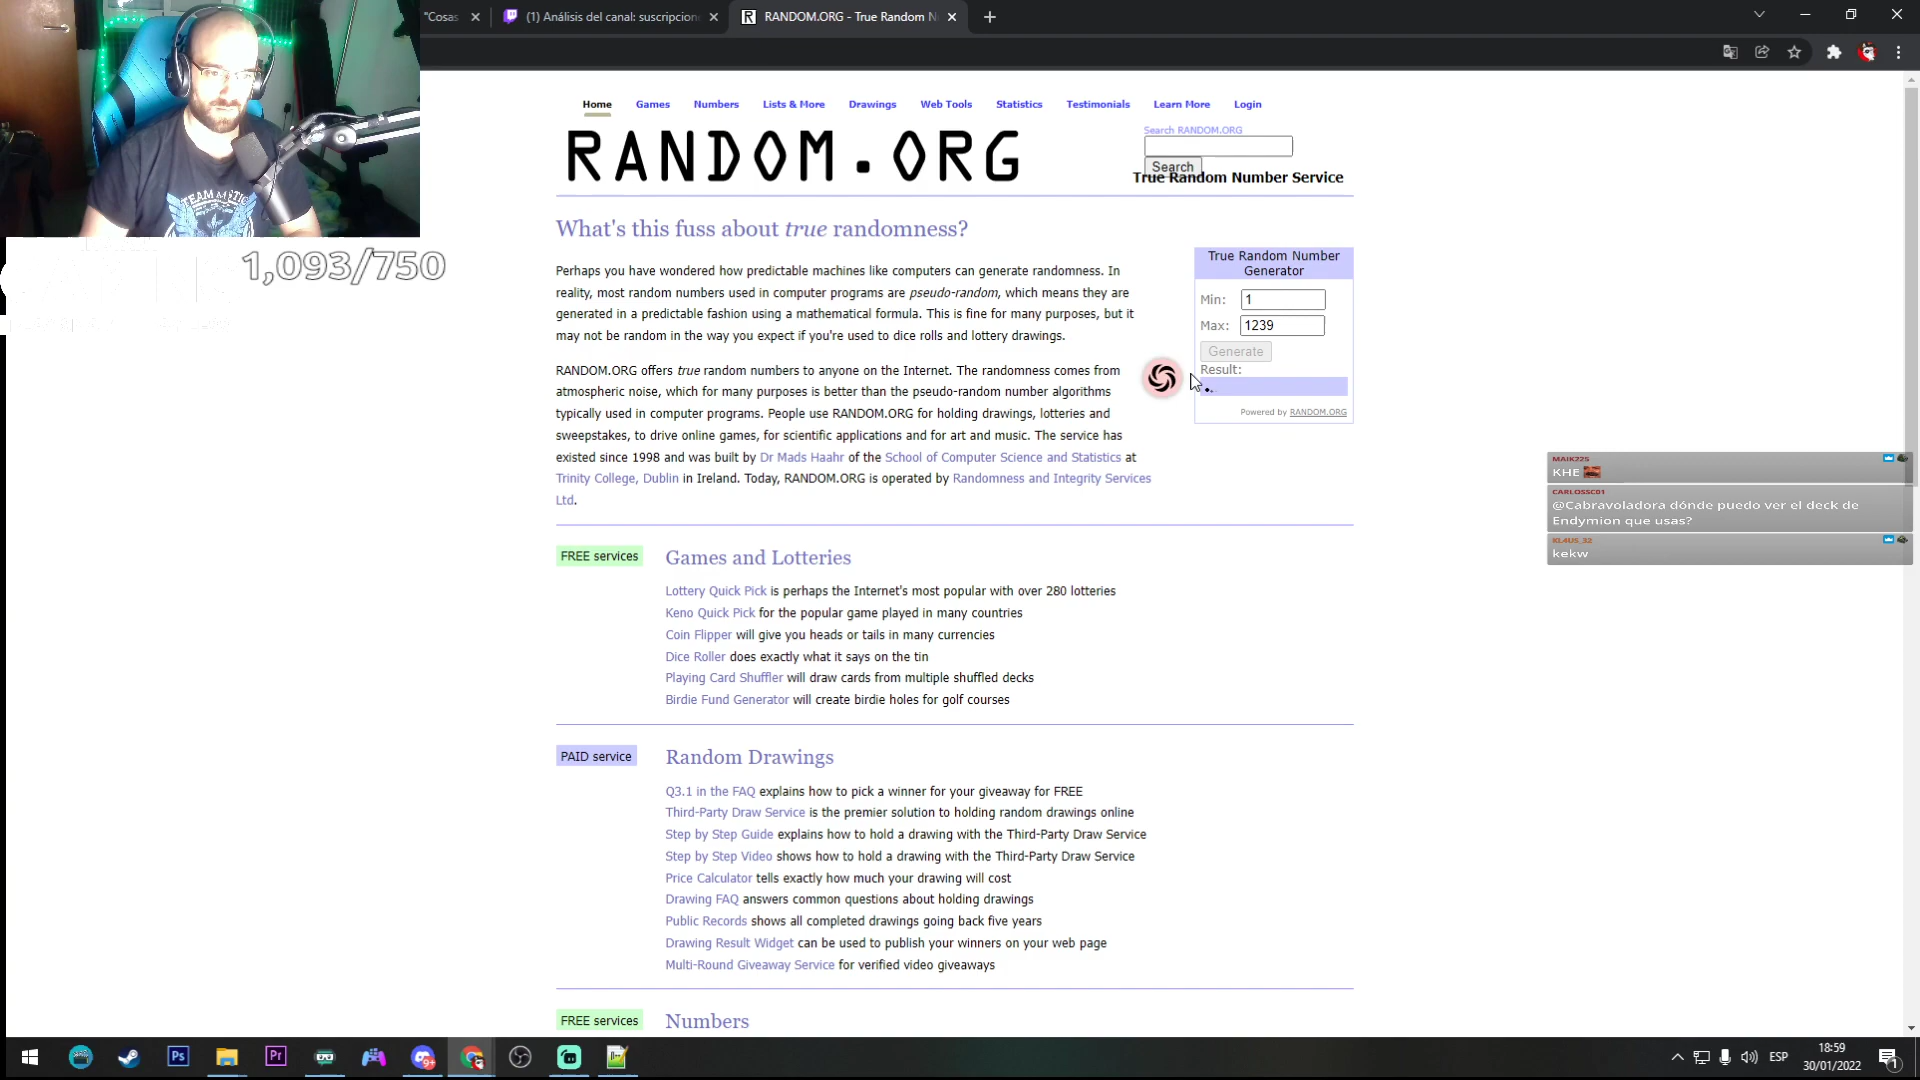 "Cosas
(1) Análisis del canal: suscripcion
RANDOM.ORG - True Random N
TEAM
1,093/750
Home Games Numbers Lists & More Drawings Web Tools Statistics Testimonials Learn More Login
RANDOM.ORG
Search RANDOM.ORG
Search
True Random Number Service
What's this fuss about true randomness?
Perhaps you have wondered how predictable machines like computers can generate randomness. In
reality, most random numbers used in computer programs are pseudo-random, which means they are
generated in a predictable fashion using a mathematical formula. This is fine for many purposes, but it
may not be random in the way you expect if you're used to dice rolls and lottery drawings.
RANDOM.ORG offers true random numbers to anyone on the Internet. The randomness comes from
atmospheric noise, which for many purposes is better than the pseudo-random number algorithms
typically used in computer programs. People use RANDOM.ORG for holding drawings, lotteries and
sweepstakes, to drive online games, for scientific applications and for art and music. The service has
existed since 1998 and was built by Dr Mads Haahr of the School of Computer Science and Statistics at
Trinity College, Dublin in Ireland. Today, RANDOM.ORG is operated by Randomness and Integrity Services
Ltd.
True Random Number
Generator
Min: 1
Max: 1239
Generate
Result:
Powered by RANDOM.ORG
MAIK225
KHE
CARLOSSC01
@Cabravoladora dónde puedo ver el deck de
Endymion que usas?
KL4US_32
kekw
FREE services
Games and Lotteries
Lottery Quick Pick is perhaps the Internet's most popular with over 280 lotteries
Keno Quick Pick for the popular game played in many countries
Coin Flipper will give you heads or tails in many currencies
Dice Roller does exactly what it says on the tin
Playing Card Shuffler will draw cards from multiple shuffled decks
Birdie Fund Generator will create birdie holes for golf courses
PAID service
Random Drawings
Q3.1 in the FAQ explains how to pick a winner for your giveaway for FREE
Third-Party Draw Service is the premier solution to holding random drawings online
Step by Step Guide explains how to hold a drawing with the Third-Party Draw Service
Step by Step Video shows how to hold a drawing with the Third-Party Draw Service
Price Calculator tells exactly how much your drawing will cost
Drawing FAQ answers common questions about holding drawings
Public Records shows all completed drawings going back five years
Drawing Result Widget can be used to publish your winners on your web page
Multi-Round Giveaway Service for verified video giveaways
FREE services
Numbers
Ps
Pr
9+
ESP
18:59
30/01/2022
1